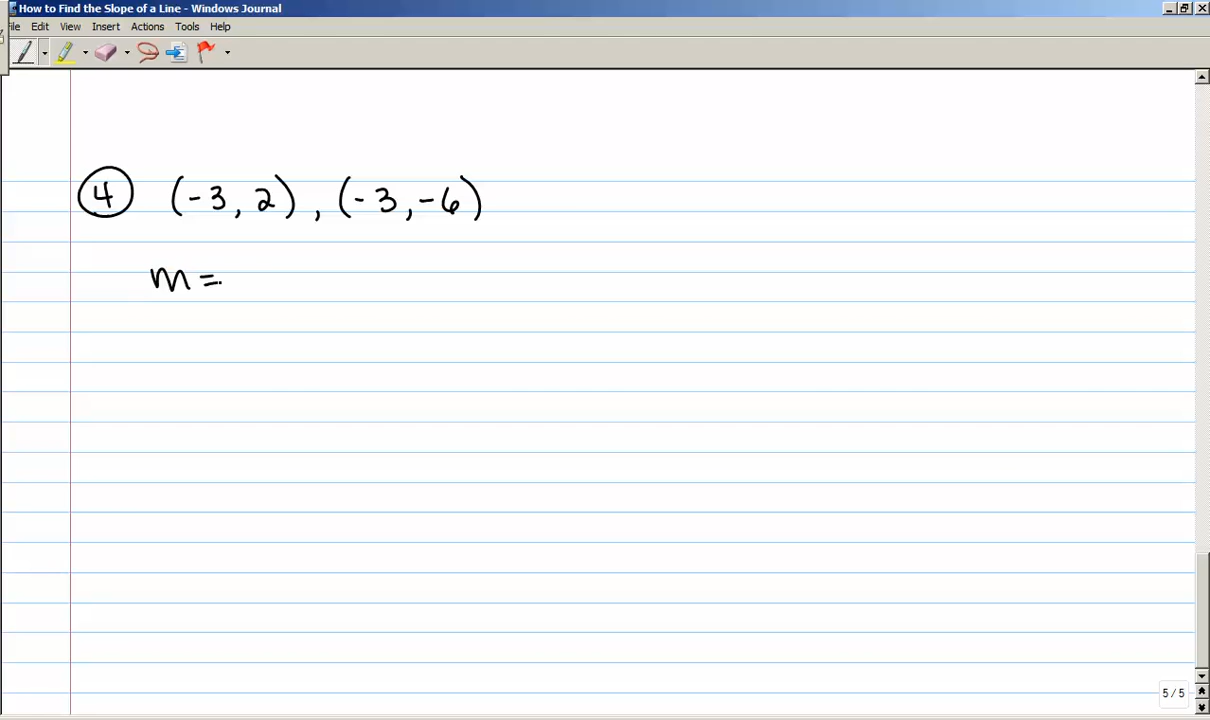 How to Find the Slope of a Line - Windows Journal
File Edit View Insert Actions Tools Help
4 (-3, 2), (-3, -6)
m =
5 / 5